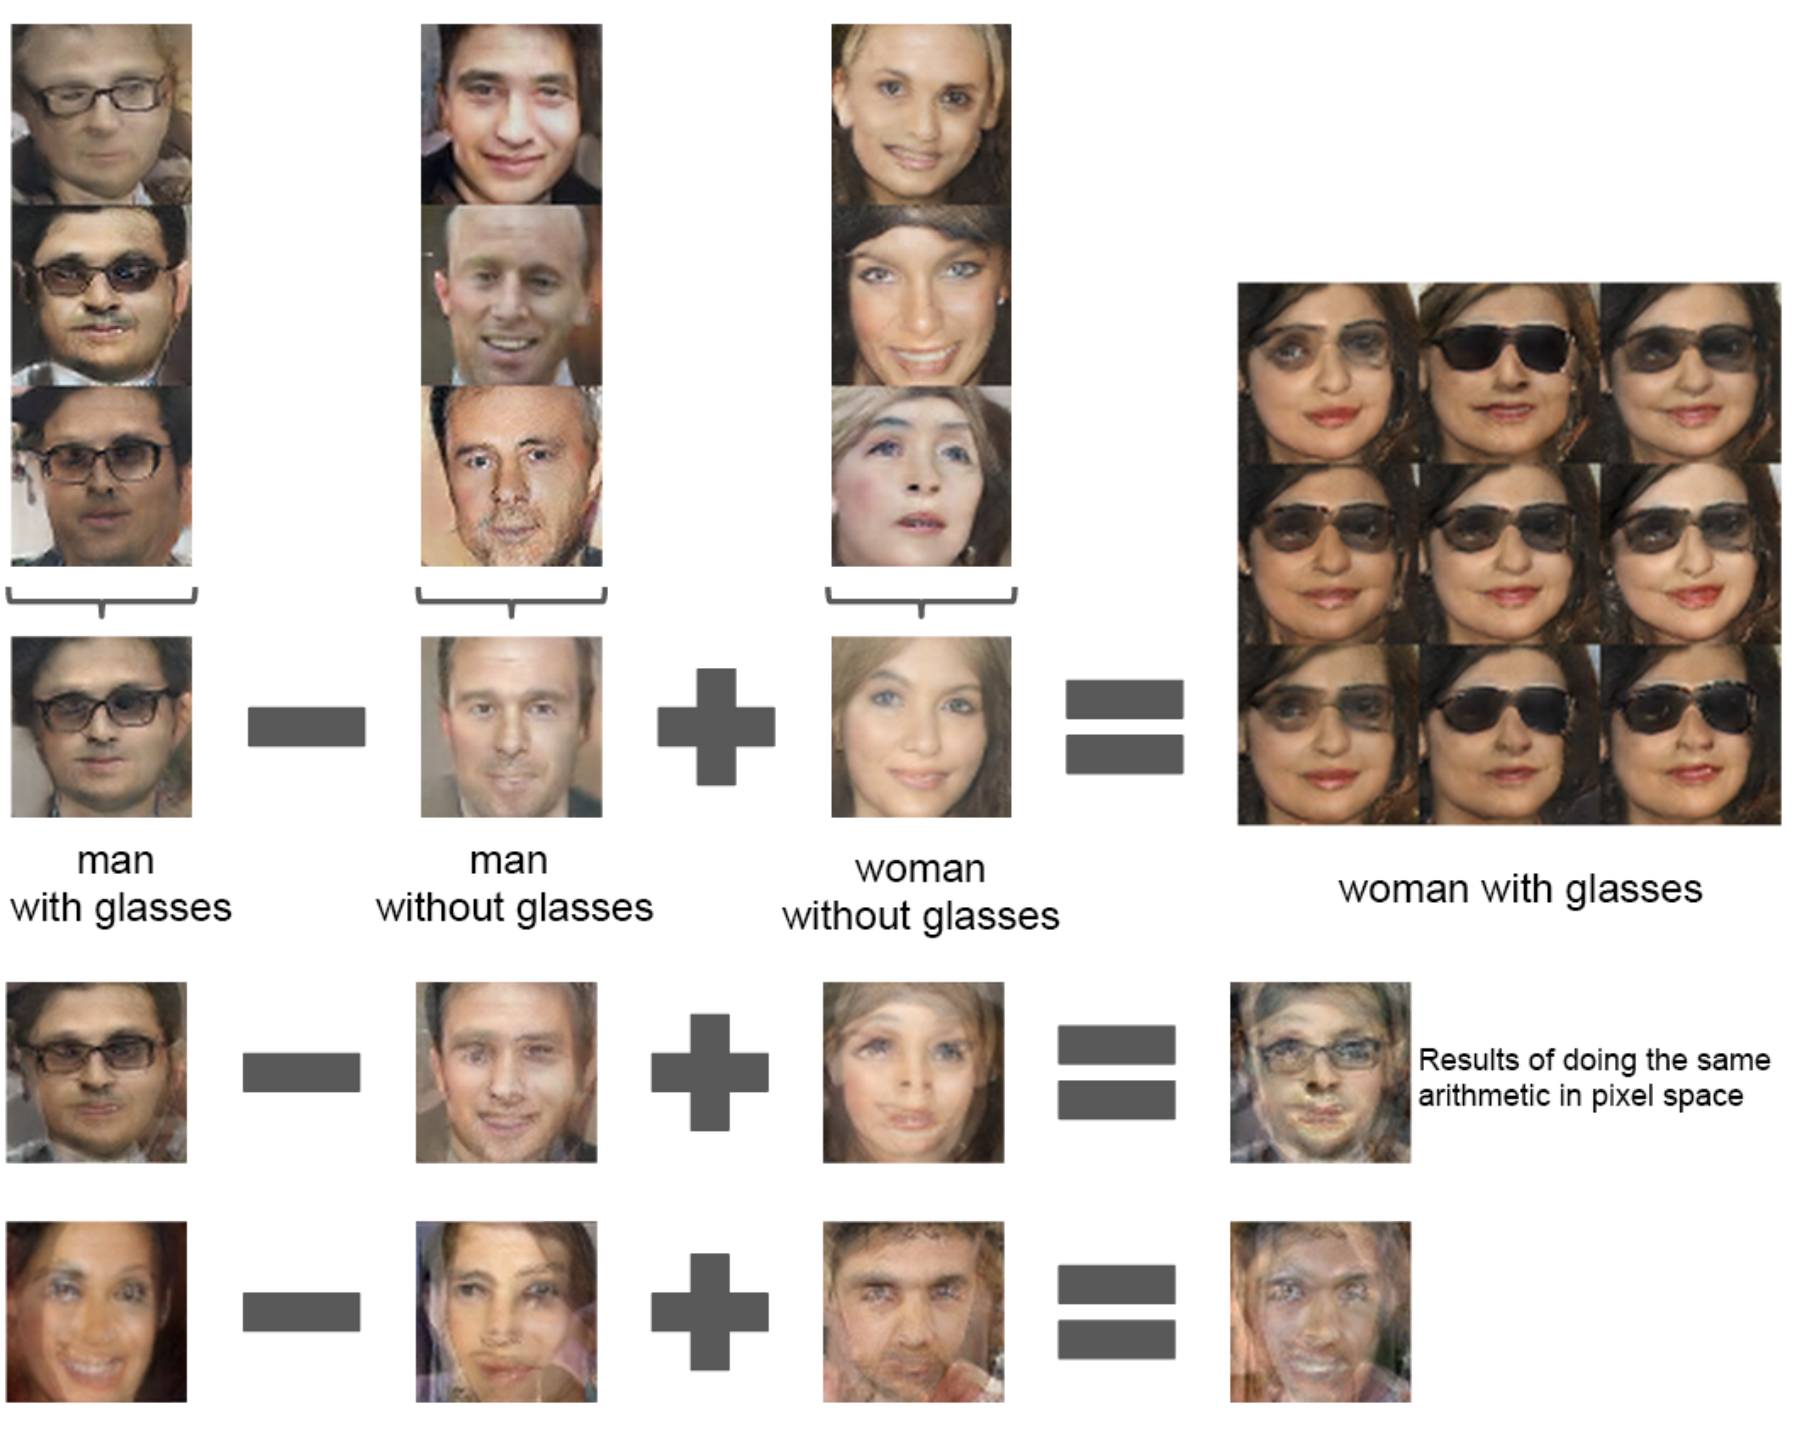 man
with glasses
man
without glasses
woman
without glasses
woman with glasses
Results of doing the same
arithmetic in pixel space